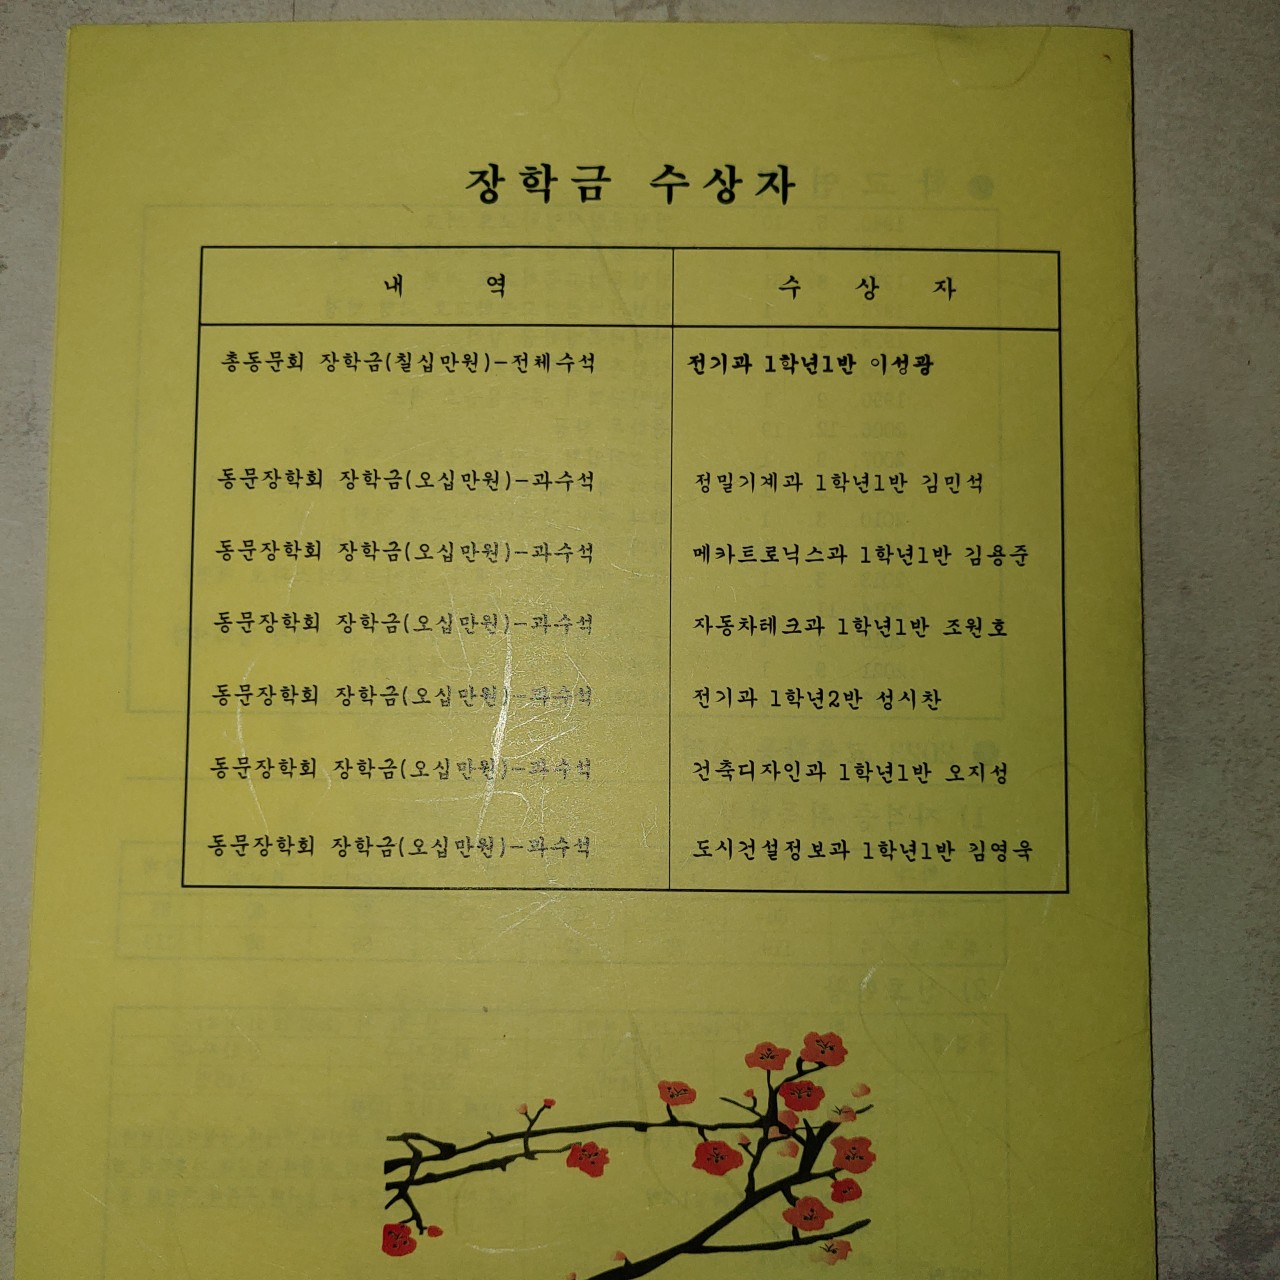 장학금 수상자
내 역 수 상 자
총동문회 장학금(칠십만원)-전체수석 전기과 1학년1반 이성광
동문장학회 장학금(오십만원)-과수석 정밀기계과 1학년1반 김민석
동문장학회 장학금(오십만원)-과수석 메카트로닉스과 1학년1반 김용준
동문장학회 장학금(오십만원)-과수석 자동차테크과 1학년1반 조원호
동문장학회 장학금(오십만원)-과수석 전기과 1학년2반 성시찬
동문장학회 장학금(오십만원)-과수석 건축디자인과 1학년1반 오지성
동문장학회 장학금(오십만원)-과수석 도시건설정보과 1학년1반 김영욱